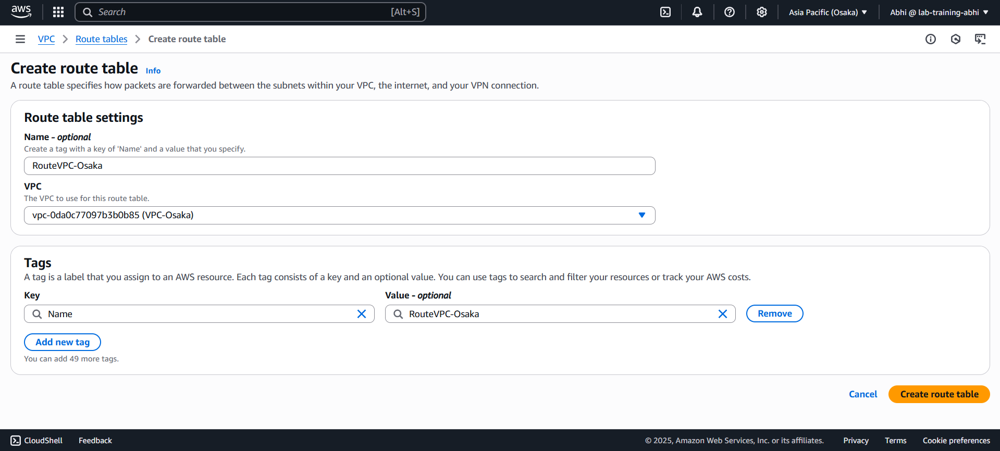 aws
Search [Alt+S] Asia Pacific (Osaka) Abhi @ lab-training-abhi
VPC Route tables Create route table
Create route table Info
A route table specifies how packets are forwarded between the subnets within your VPC, the internet, and your VPN connection.
Route table settings
Name - optional
Create a tag with a key of 'Name' and a value that you specify.
RouteVPC-Osaka
VPC
The VPC to use for this route table.
vpc-0da0c77097b3b0b85 (VPC-Osaka)
Tags
A tag is a label that you assign to an AWS resource. Each tag consists of a key and an optional value. You can use tags to search and filter your resources or track your AWS costs.
Key Value - optional
Name RouteVPC-Osaka Remove
Add new tag
You can add 49 more tags.
Cancel Create route table
CloudShell Feedback © 2025, Amazon Web Services, Inc. or its affiliates. Privacy Terms Cookie preferences